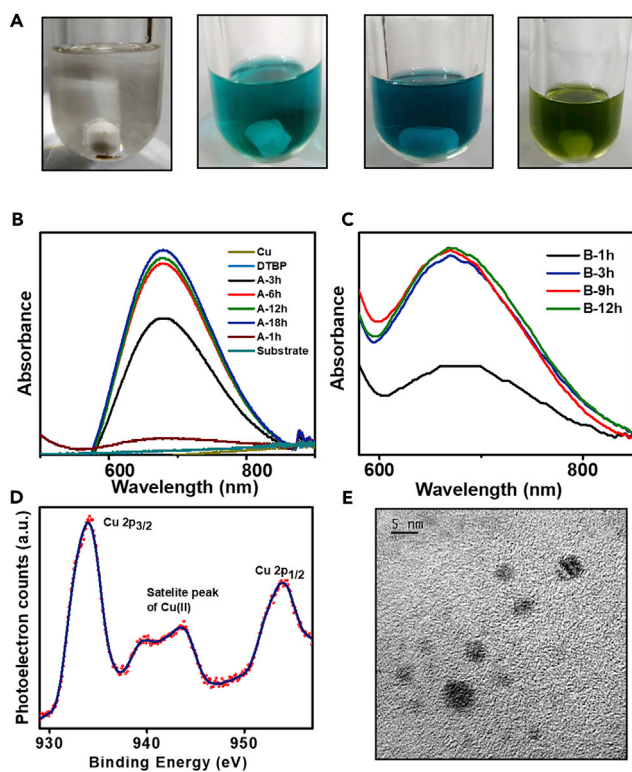 A
B
Absorbance
Cu
DTBP
A-3h
A-6h
A-12h
A-18h
A-1h
Substrate
600
800
Wavelength (nm)
C
Absorbance
B-1h
B-3h
B-9h
B-12h
600
800
Wavelength (nm)
D
Photoelectron counts (a.u.)
Cu 2p3/2
Satelite peak
of Cu(II)
Cu 2p1/2
930
940
950
Binding Energy (eV)
E
5 nm